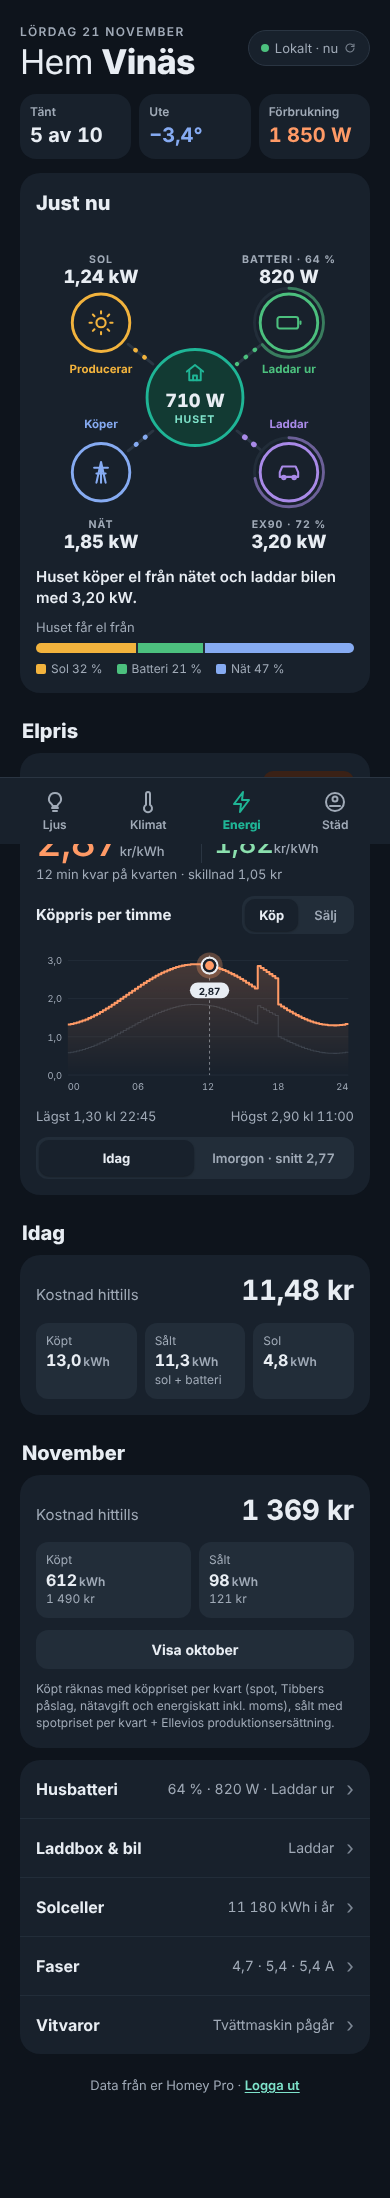 LÖRDAG 21 NOVEMBER
Hem Vinäs
Lokalt · nu
Tänt
5 av 10
Ute
−3,4°
Förbrukning
1 850 W
Just nu
SOL
1,24 kW
Producerar
BATTERI · 64 %
820 W
Laddar ur
710 W
HUSET
Köper
NÄT
1,85 kW
Laddar
EX90 · 72 %
3,20 kW
Huset köper el från nätet och laddar bilen
med 3,20 kW.
Huset får el från
Sol 32 % Batteri 21 % Nät 47 %
Elpris
Ljus Klimat Energi Städ
2,87 kr/kWh
1,82 kr/kWh
12 min kvar på kvarten · skillnad 1,05 kr
Köppris per timme
Köp Sälj
3,0
2,0
1,0
0,0
2,87
00 06 12 18 24
Lägst 1,30 kl 22:45 Högst 2,90 kl 11:00
Idag Imorgon · snitt 2,77
Idag
Kostnad hittills 11,48 kr
Köpt
13,0 kWh
Sålt
11,3 kWh
sol + batteri
Sol
4,8 kWh
November
Kostnad hittills 1 369 kr
Köpt
612 kWh
1 490 kr
Sålt
98 kWh
121 kr
Visa oktober
Köpt räknas med köppriset per kvart (spot, Tibbers
påslag, nätavgift och energiskatt inkl. moms), sålt med
spotpriset per kvart + Ellevios produktionsersättning.
Husbatteri 64 % · 820 W · Laddar ur
Laddbox & bil Laddar
Solceller 11 180 kWh i år
Faser 4,7 · 5,4 · 5,4 A
Vitvaror Tvättmaskin pågår
Data från er Homey Pro · Logga ut